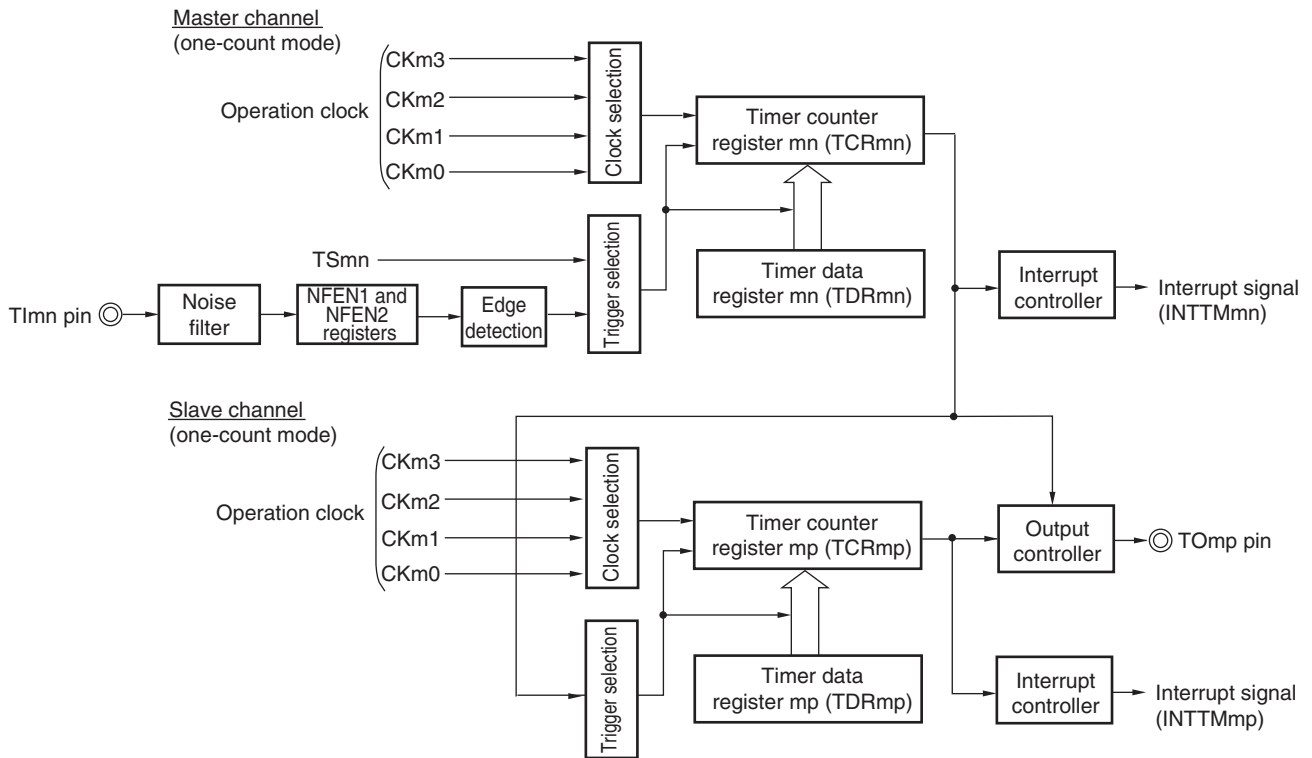 Master channel
(one-count mode)
CKm3
CKm2
Operation clock
CKm1
CKm0
Clock selection
Timer counter
register mn (TCRmn)
TSmn
Trigger selection
Timer data
register mn (TDRmn)
Interrupt
controller
Interrupt signal
(INTTMmn)
TImn pin
Noise
filter
NFEN1 and
NFEN2
registers
Edge
detection
Slave channel
(one-count mode)
CKm3
CKm2
Operation clock
CKm1
CKm0
Clock selection
Timer counter
register mp (TCRmp)
Output
controller
TOmp pin
Trigger selection
Timer data
register mp (TDRmp)
Interrupt
controller
Interrupt signal
(INTTMmp)